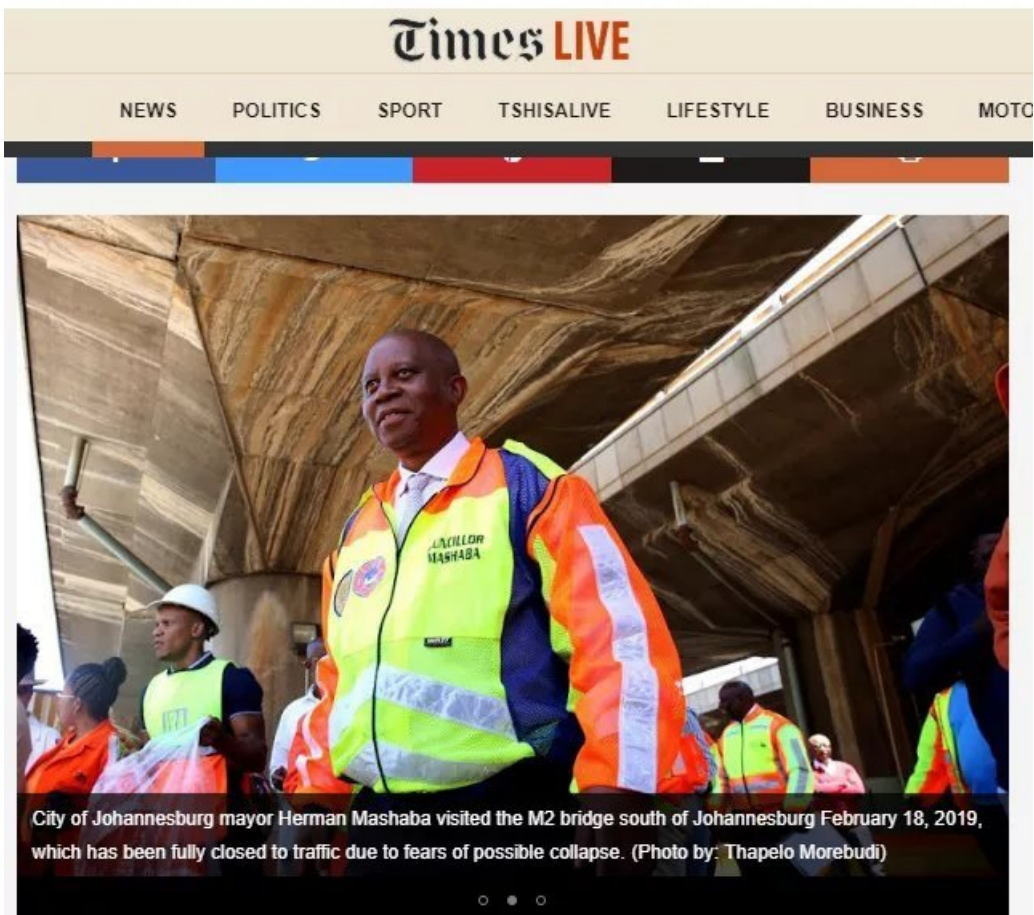 Times LIVE
NEWS POLITICS SPORT TSHISALIVE LIFESTYLE BUSINESS MOTO
COUNCILLOR
MASHABA
City of Johannesburg mayor Herman Mashaba visited the M2 bridge south of Johannesburg February 18, 2019,
which has been fully closed to traffic due to fears of possible collapse. (Photo by: Thapelo Morebudi)